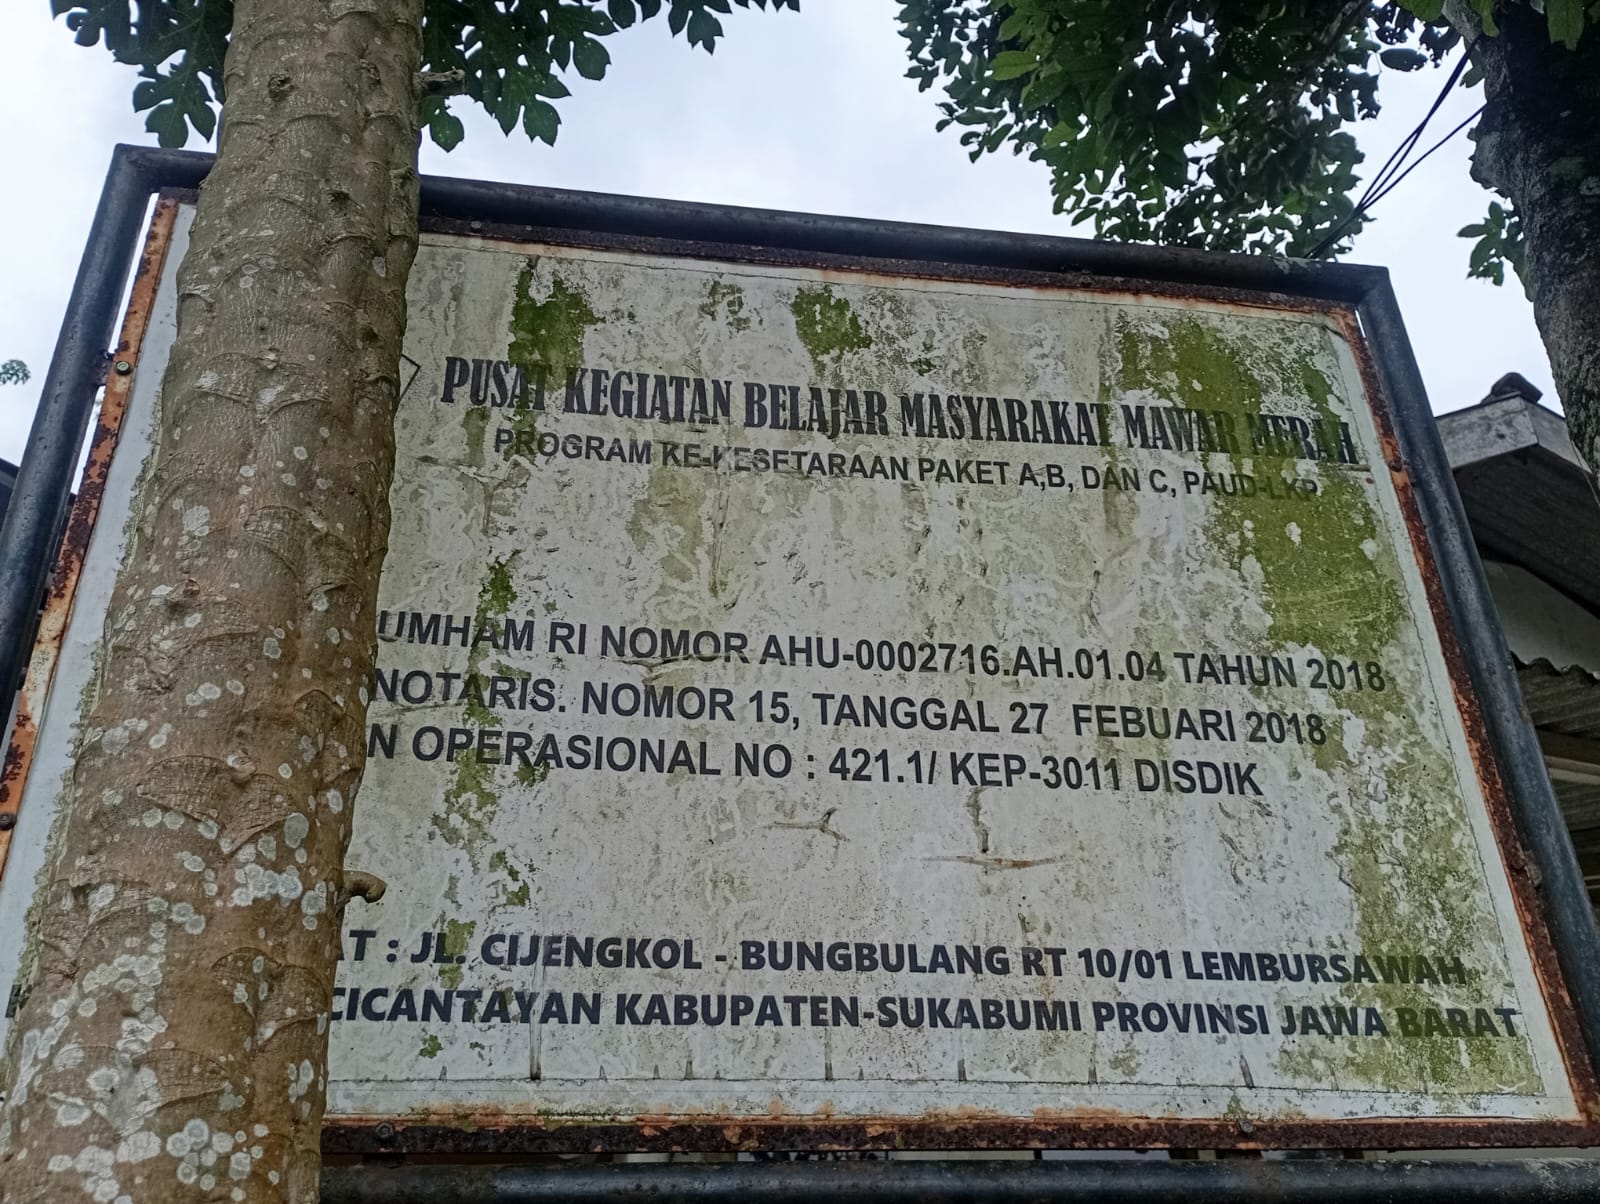 PUSAT KEGIATAN BELAJAR MASYARAKAT MAWAR MERAH
PROGRAM KE-KESETARAAN PAKET A,B, DAN C, PAUD-LKP
UMHAM RI NOMOR AHU-0002716.AH.01.04 TAHUN 2018
NOTARIS. NOMOR 15, TANGGAL 27 FEBUARI 2018
N OPERASIONAL NO : 421.1/ KEP-3011 DISDIK
AT : JL. CIJENGKOL - BUNGBULANG RT 10/01 LEMBURSAWAH
CICANTAYAN KABUPATEN-SUKABUMI PROVINSI JAWA BARAT